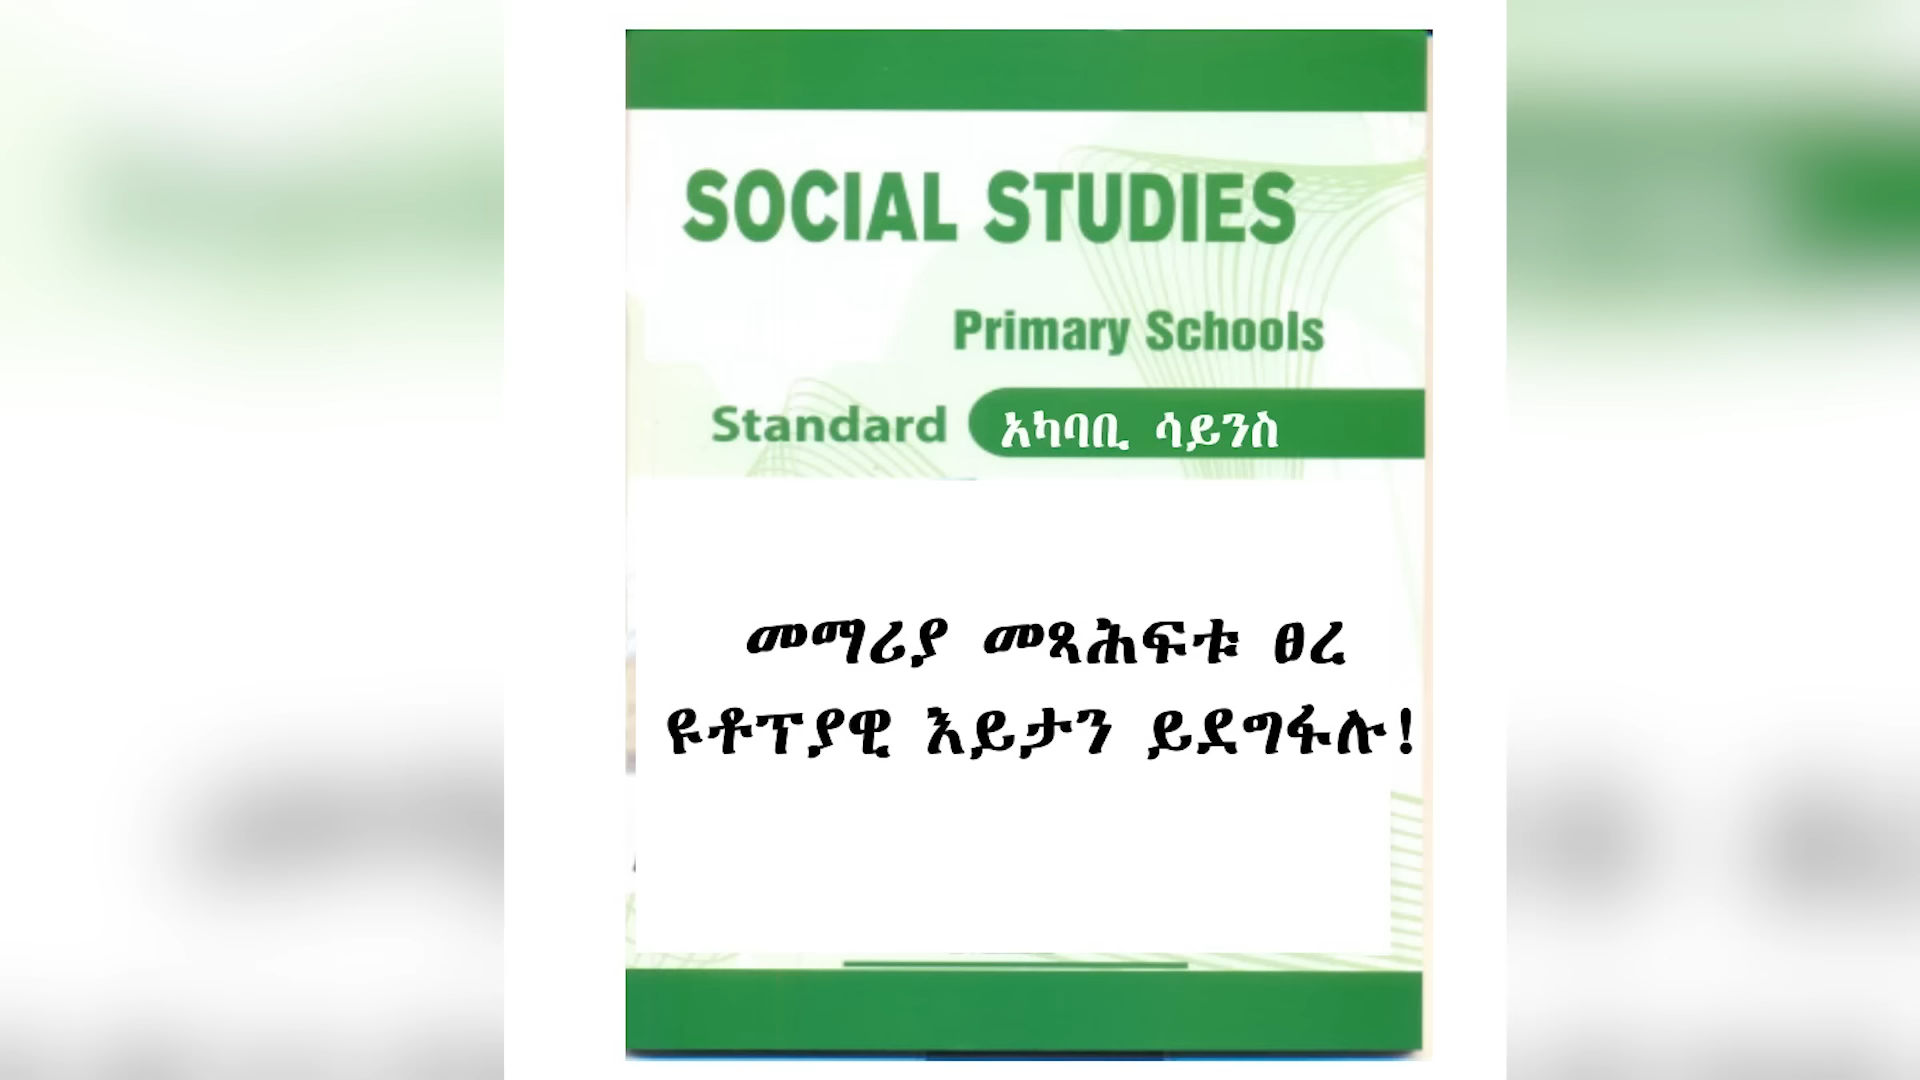 SOCIAL STUDIES
Primary Schools
Standard አካባቢ ሳይንስ
መማሪያ መጻሕፍቱ ፀረ
ዩቶፕያዊ እይታን ይደግፋሉ!